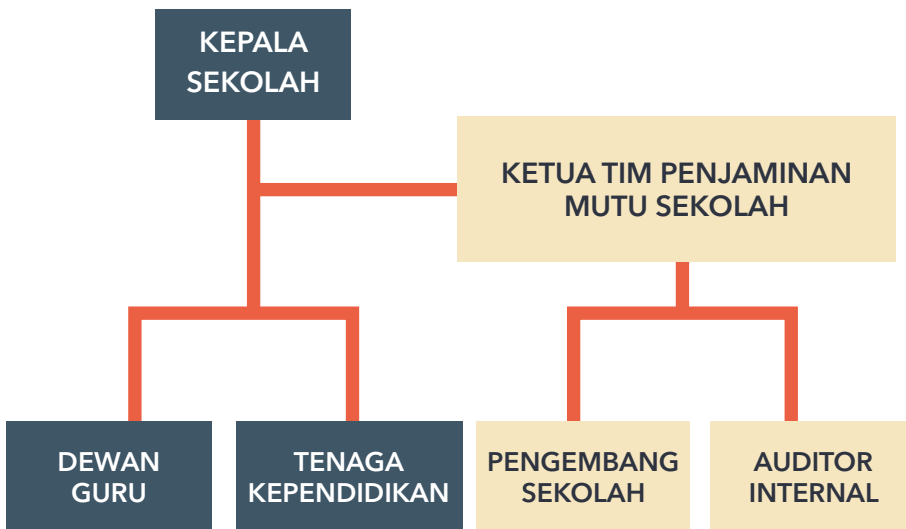 KEPALA
SEKOLAH
KETUA TIM PENJAMINAN
MUTU SEKOLAH
DEWAN
GURU
TENAGA
KEPENDIDIKAN
PENGEMBANG
SEKOLAH
AUDITOR
INTERNAL